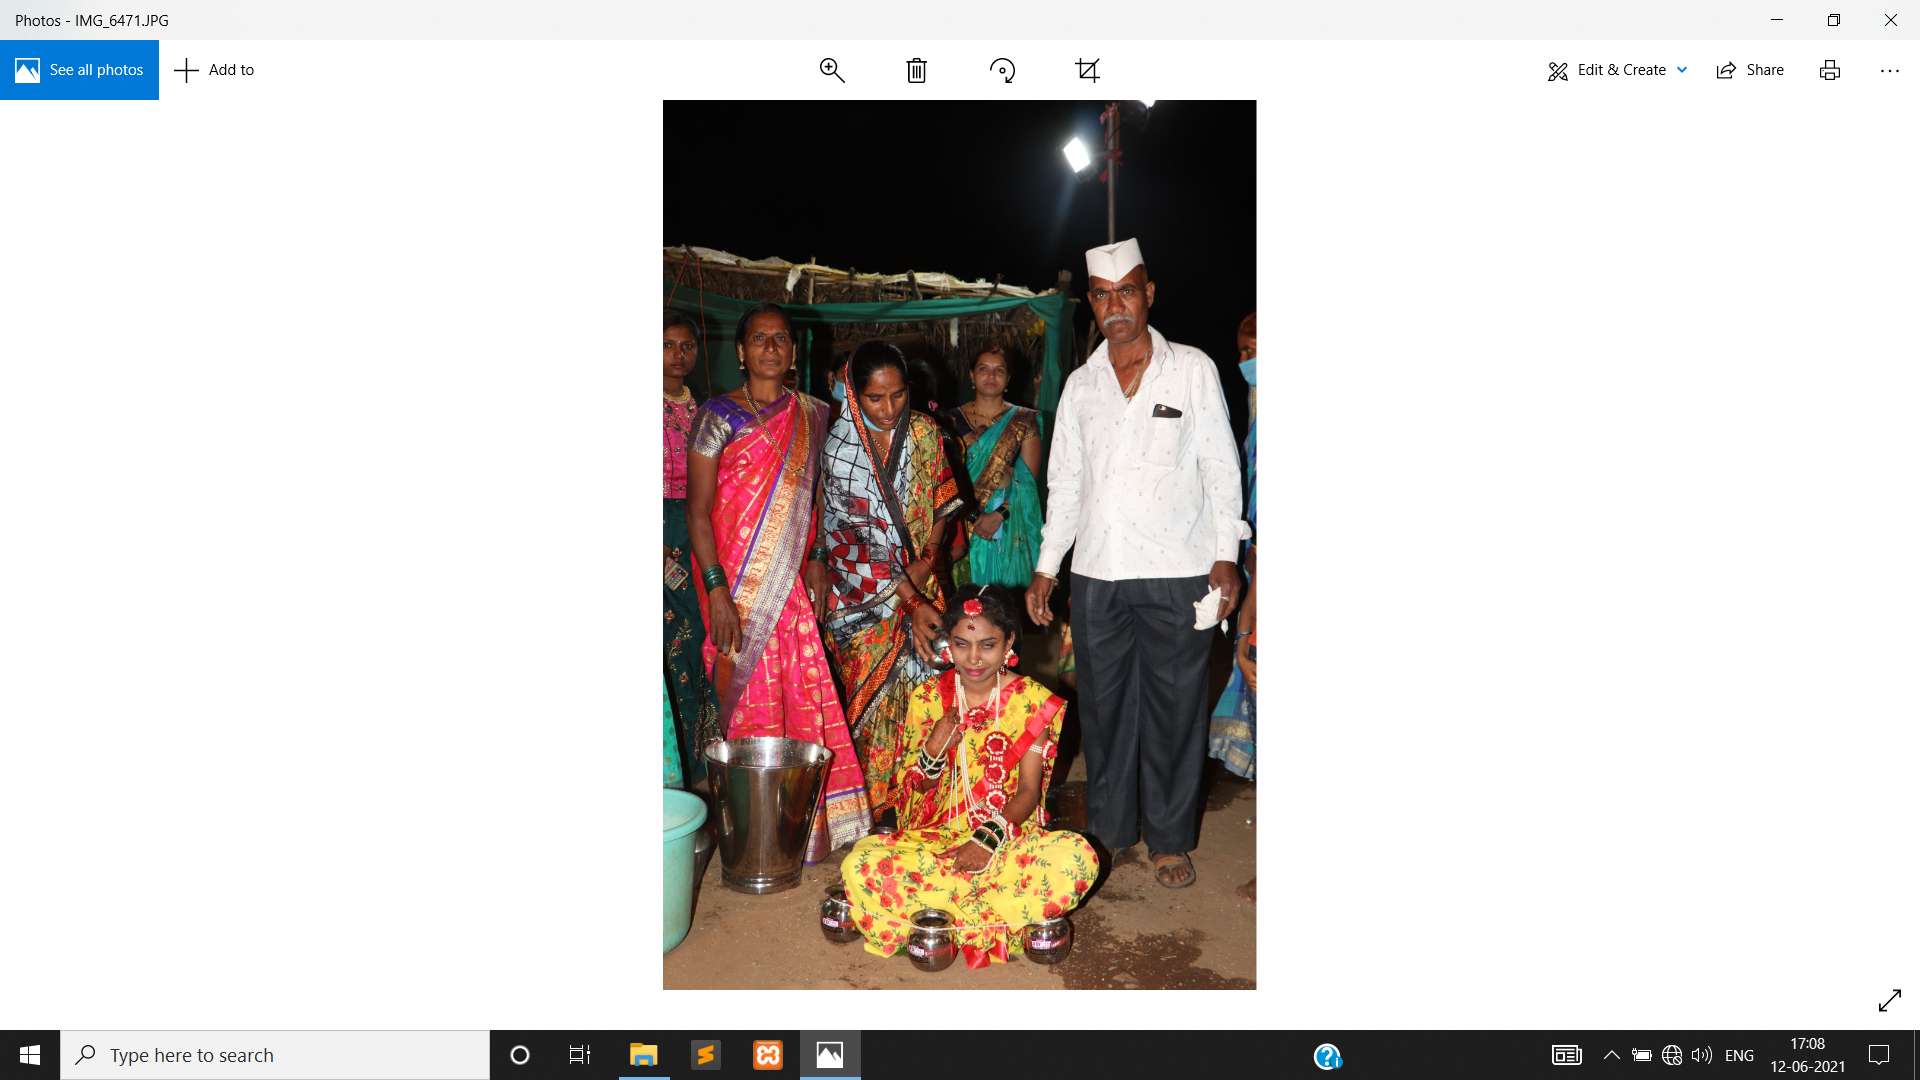 Photos - IMG_6471.JPG
See all photos
Add to
Edit & Create
Share
Type here to search
ENG
17:08
12-06-2021